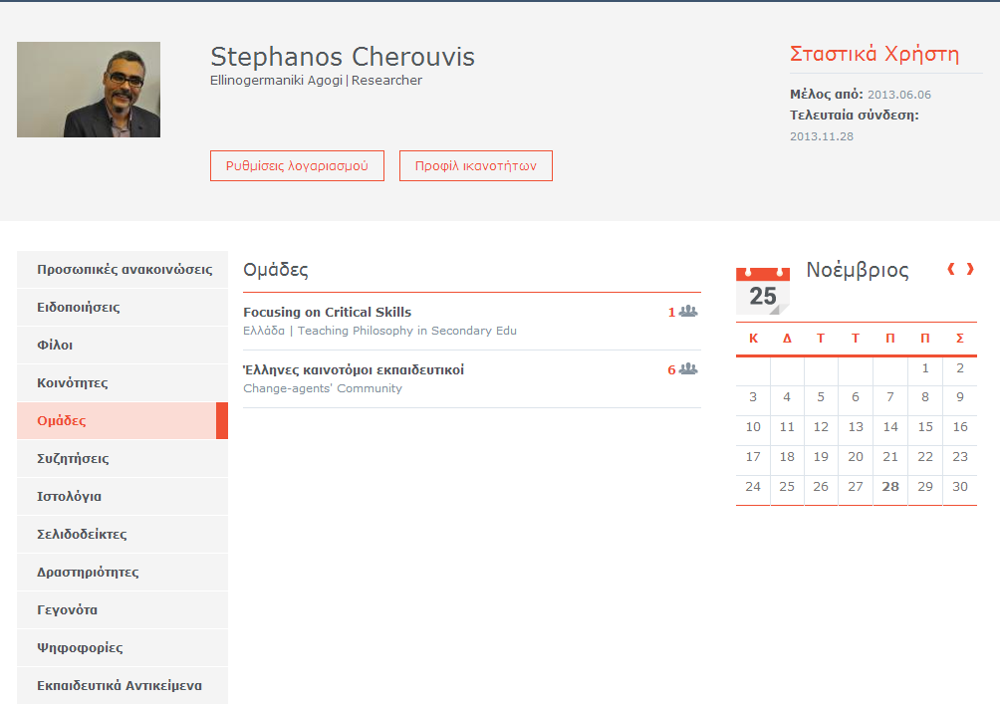 Stephanos Cherouvis
Ellinogermaniki Agogi | Researcher
Ρυθμίσεις λογαριασμού
Προφίλ ικανοτήτων
Σταστικά Χρήστη
Μέλος από: 2013.06.06
Τελευταία σύνδεση:
2013.11.28
Προσωπικές ανακοινώσεις
Ειδοποιήσεις
Φίλοι
Κοινότητες
Ομάδες
Συζητήσεις
Ιστολόγια
Σελιδοδείκτες
Δραστηριότητες
Γεγονότα
Ψηφοφορίες
Εκπαιδευτικά Αντικείμενα
Ομάδες
Focusing on Critical Skills 1
Ελλάδα | Teaching Philosophy in Secondary Edu
Έλληνες καινοτόμοι εκπαιδευτικοί 6
Change-agents' Community
25
Νοέμβριος
Κ Δ Τ Τ Π Π Σ
1 2
3 4 5 6 7 8 9
10 11 12 13 14 15 16
17 18 19 20 21 22 23
24 25 26 27 28 29 30